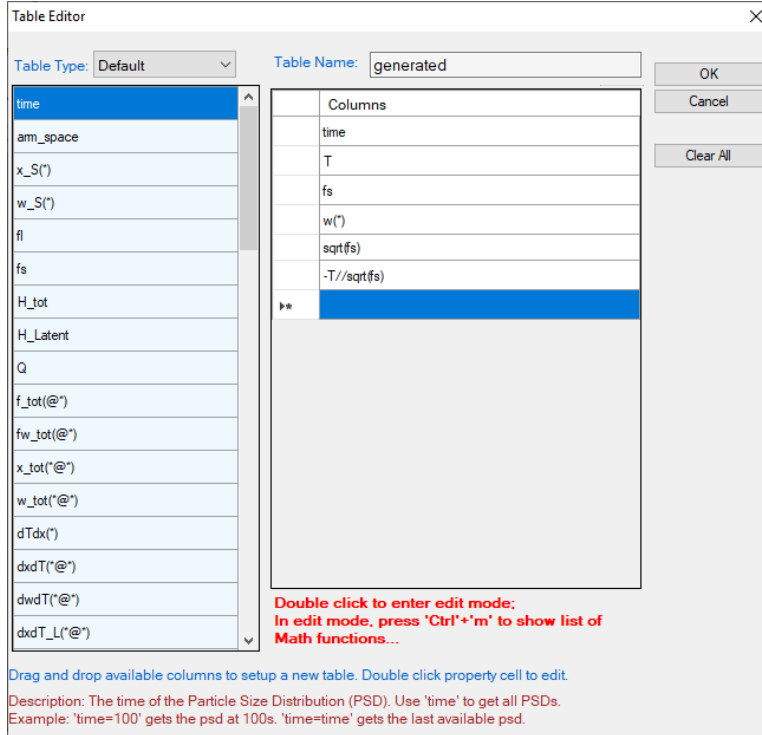 Table Editor
Table Type: Default
Table Name: generated
OK
Cancel
Clear All
time
arm_space
x_S(*)
w_S(*)
fl
fs
H_tot
H_Latent
Q
f_tot(@*)
fw_tot(@*)
x_tot(*@*)
w_tot(*@*)
dTdx(*)
dxdT(*@*)
dwdT(*@*)
dxdT_L(*@*)
Columns
time
T
fs
w(*)
sqrt(fs)
-T//sqrt(fs)
Double click to enter edit mode;
In edit mode, press 'Ctrl'+'m' to show list of
Math functions...
Drag and drop available columns to setup a new table. Double click property cell to edit.
Description: The time of the Particle Size Distribution (PSD). Use 'time' to get all PSDs.
Example: 'time=100' gets the psd at 100s. 'time=time' gets the last available psd.